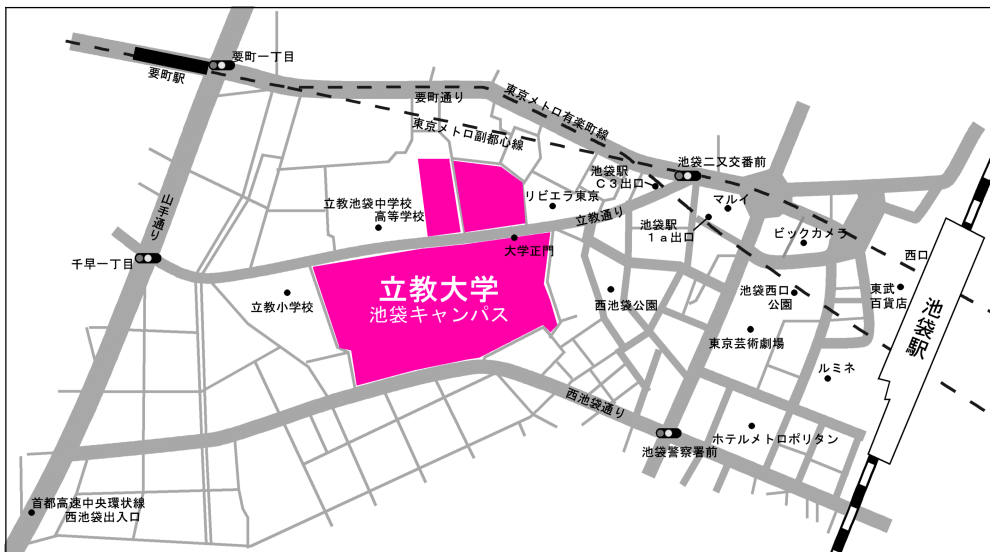 要町一丁目
要町駅
要町通り
東京メトロ有楽町線
東京メトロ副都心線
池袋二又交番前
池袋駅
C3出口
マルイ
リビエラ東京
立教池袋中学校
高等学校
立教通り
池袋駅
1a出口
ビックカメラ
山手通り
大学正門
西口
千早一丁目
立教大学
池袋キャンパス
立教小学校
西池袋公園
池袋西口
公園
東武
百貨店
池袋駅
東京芸術劇場
ルミネ
西池袋通り
池袋警察署前
ホテルメトロポリタン
首都高速中央環状線
西池袋出入口